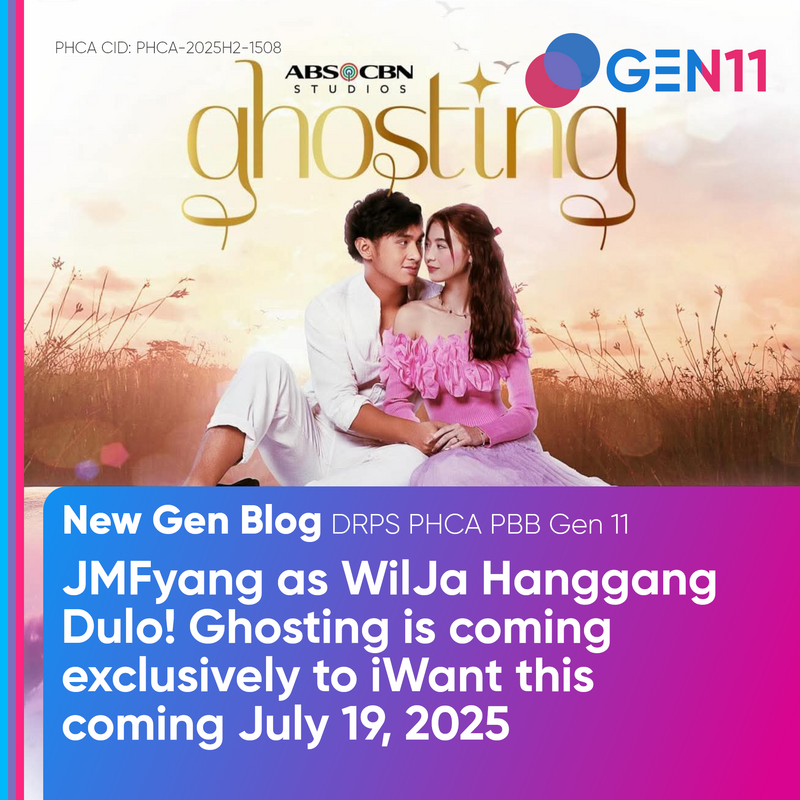 PHCA CID: PHCA-2025H2-1508
ABS CBN
STUDIOS
GEN11
ghosting
New Gen Blog DRPS PHCA PBB Gen 11
JMFyang as WilJa Hanggang
Dulo! Ghosting is coming
exclusively to iWant this
coming July 19, 2025